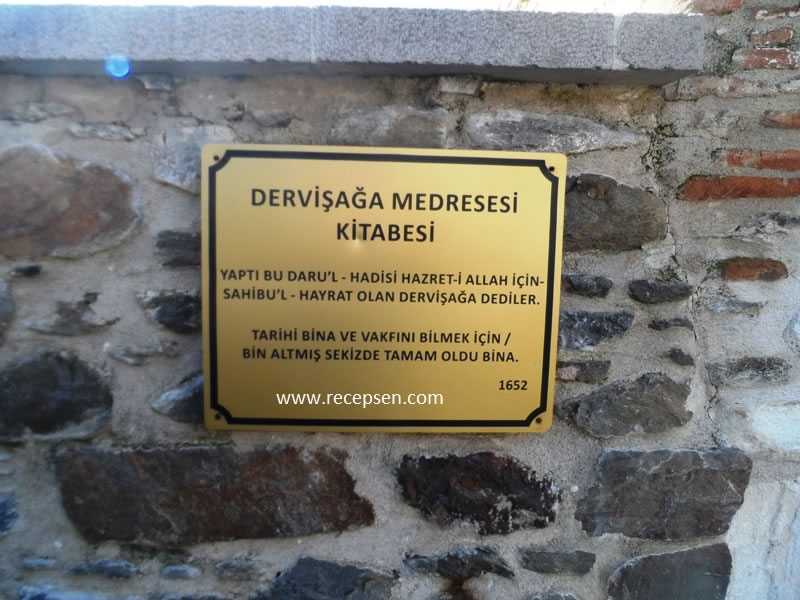 DERVİŞAĞA MEDRESESİ
KİTABESİ
YAPTI BU DARU'L - HADİSİ HAZRET-İ ALLAH İÇİN-
SAHİBU'L - HAYRAT OLAN DERVİŞAĞA DEDİLER.
TARİHİ BİNA VE VAKFINI BİLMEK İÇİN /
BİN ALTMIŞ SEKİZDE TAMAM OLDU BİNA.
1652
www.recepsen.com